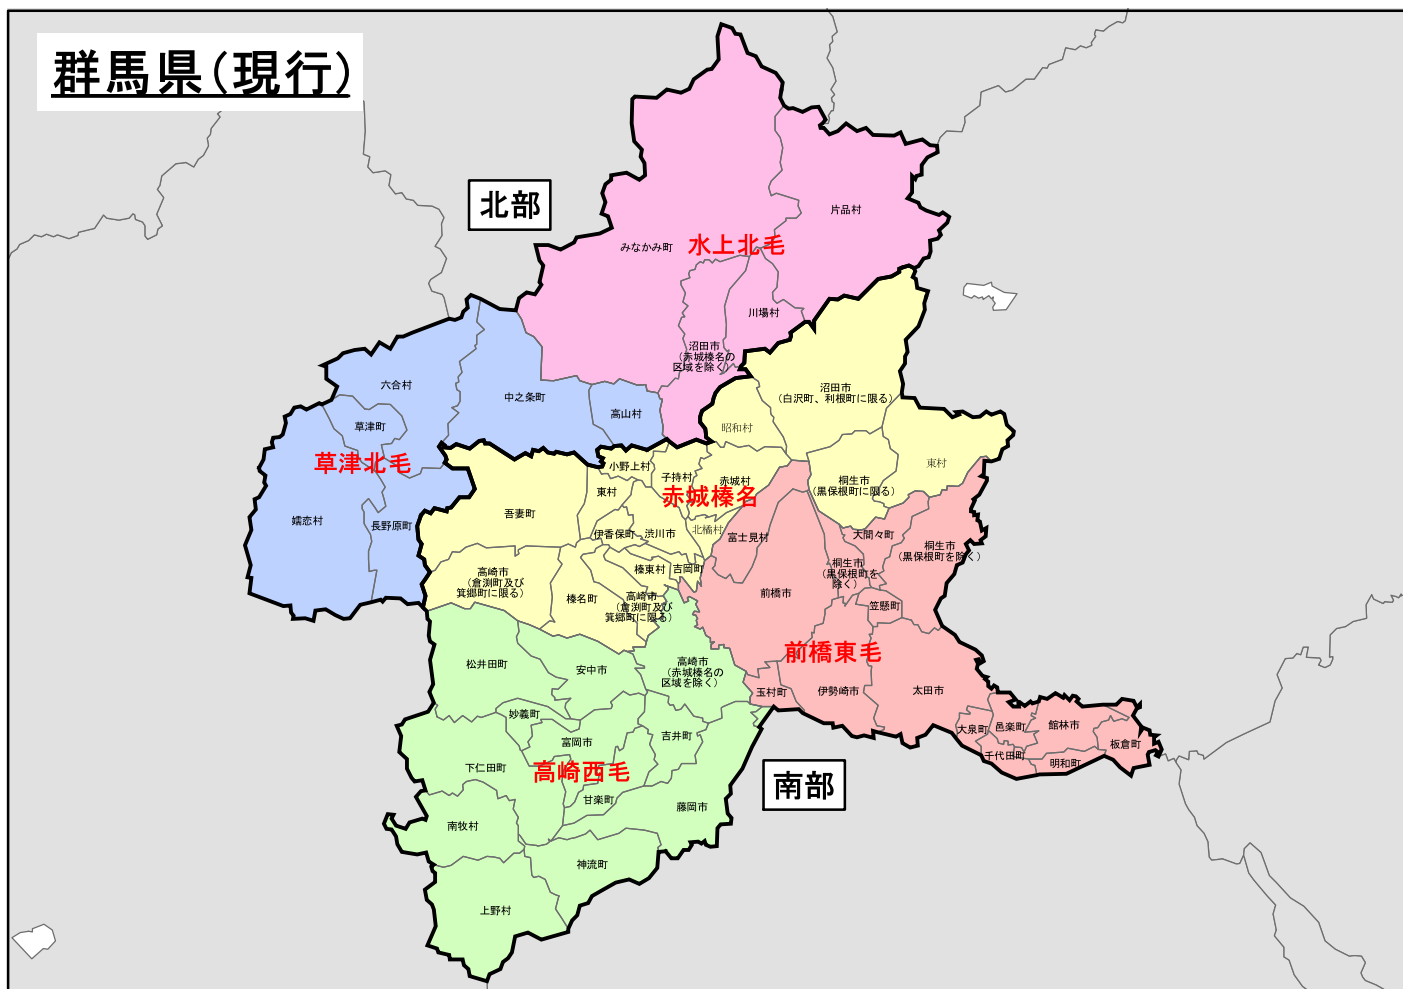 群馬県（現行）
北部
片品村
みなかみ町
水上北毛
川場村
沼田市
（赤城榛名の
区域を除く）
六合村
中之条町
高山村
草津町
草津北毛
嬬恋村
長野原町
沼田市
（白沢町、利根町に限る）
昭和村
東村
桐生市
（黒保根町に限る）
小野上村
子持村
赤城村
赤城榛名
東村
吾妻町
伊香保町
渋川市
北橘村
富士見村
榛東村
吉岡町
高崎市
（倉渕町及び
箕郷町に限る）
榛名町
高崎市
（倉渕町及び
箕郷町に限る）
大間々町
桐生市
（黒保根町を除く）
桐生市
（黒保根町を
除く）
前橋市
笠懸町
前橋東毛
松井田町
安中市
高崎市
（赤城榛名の
区域を除く）
玉村町
伊勢崎市
太田市
妙義町
富岡市
吉井町
大泉町
邑楽町
館林市
板倉町
千代田町
明和町
下仁田町
高崎西毛
甘楽町
藤岡市
南部
南牧村
神流町
上野村